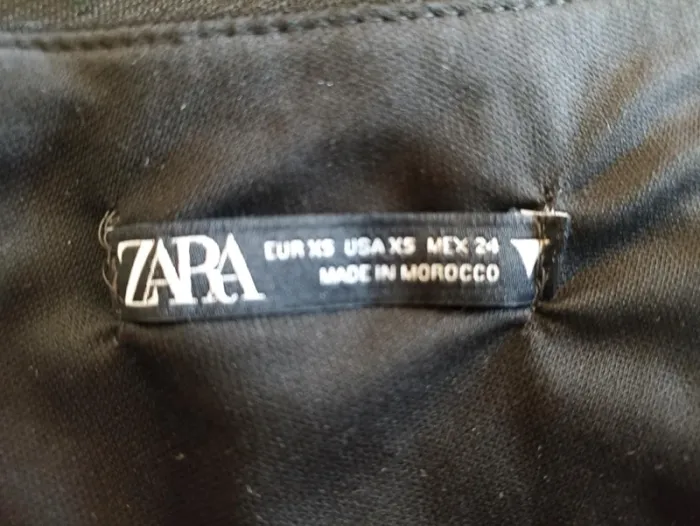 ZARA
EUR XS USA XS MEX 24
MADE IN MOROCCO